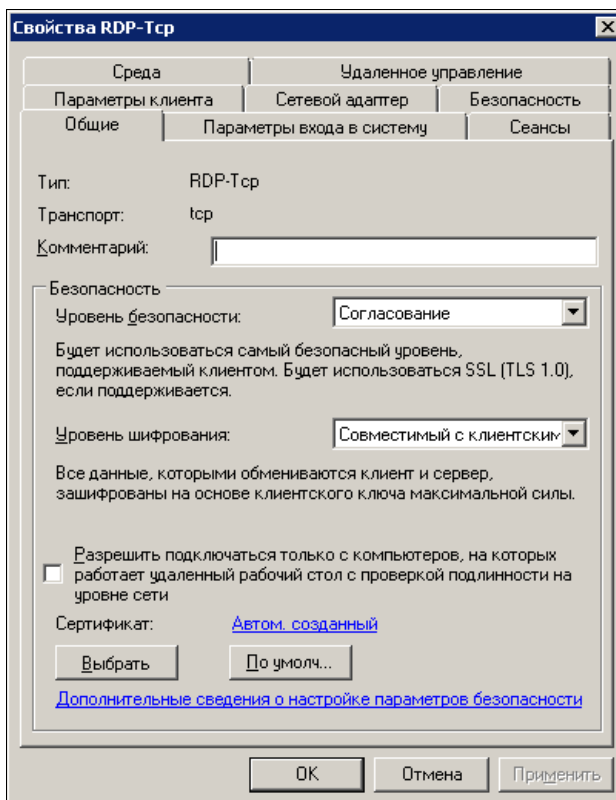 Свойства RDP-Tcp
Среда
Удаленное управление
Параметры клиента
Сетевой адаптер
Безопасность
Общие
Параметры входа в систему
Сеансы
Тип: RDP-Tcp
Транспорт: tcp
Комментарий:
Безопасность
Уровень безопасности: Согласование
Будет использоваться самый безопасный уровень,
поддерживаемый клиентом. Будет использоваться SSL (TLS 1.0),
если поддерживается.
Уровень шифрования: Совместимый с клиентским
Все данные, которыми обмениваются клиент и сервер,
зашифрованы на основе клиентского ключа максимальной силы.
Разрешить подключаться только с компьютеров, на которых
работает удаленный рабочий стол с проверкой подлинности на
уровне сети
Сертификат: Автом. созданный
Выбрать
По умолч...
Дополнительные сведения о настройке параметров безопасности
ОК
Отмена
Применить